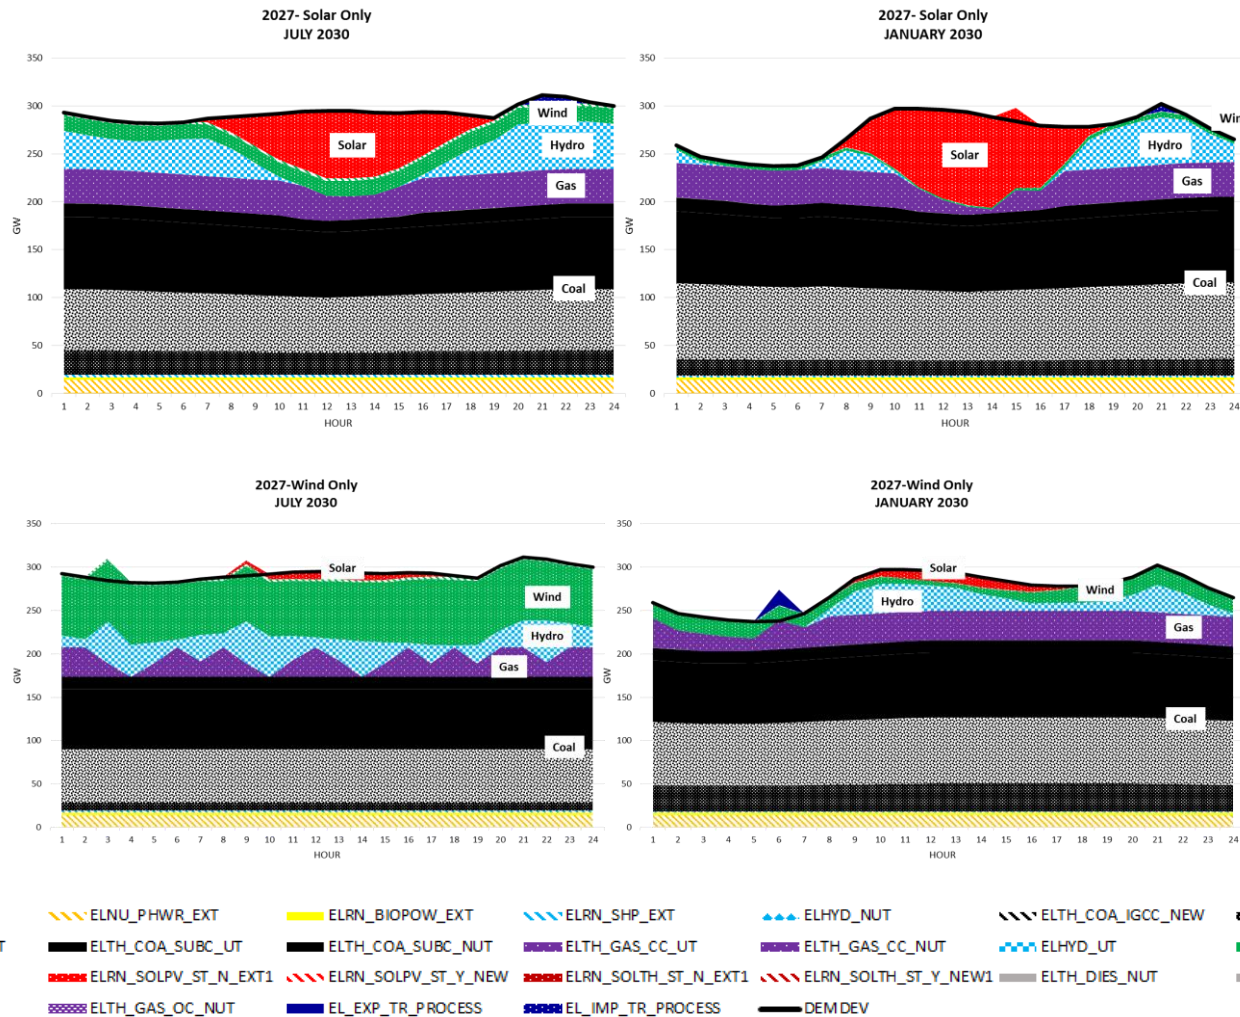 2027- Solar Only
JULY 2030
350
300
250
200
150
100
50
0
GW
Wind
Solar
Hydro
Gas
Coal
1 2 3 4 5 6 7 8 9 10 11 12 13 14 15 16 17 18 19 20 21 22 23 24
HOUR
2027- Solar Only
JANUARY 2030
350
300
250
200
150
100
50
0
GW
Solar
Hydro
Gas
Coal
1 2 3 4 5 6 7 8 9 10 11 12 13 14 15 16 17 18 19 20 21 22 23 24
HOUR
2027-Wind Only
JULY 2030
350
300
250
200
150
100
50
0
GW
Solar
Wind
Hydro
Gas
Coal
1 2 3 4 5 6 7 8 9 10 11 12 13 14 15 16 17 18 19 20 21 22 23 24
HOUR
2027-Wind Only
JANUARY 2030
350
300
250
200
150
100
50
0
GW
Solar
Wind
Hydro
Gas
Coal
1 2 3 4 5 6 7 8 9 10 11 12 13 14 15 16 17 18 19 20 21 22 23 24
HOUR
ELNU_PHWR_EXT ELRN_BIOPOW_EXT ELRN_SHP_EXT ELHYD_NUT ELTH_COA_IGCC_NEW
ELTH_COA_SUBC_UT ELTH_COA_SUBC_NUT ELTH_GAS_CC_UT ELTH_GAS_CC_NUT ELHYD_UT
ELRN_SOLPV_ST_N_EXT1 ELRN_SOLPV_ST_Y_NEW ELRN_SOLTH_ST_N_EXT1 ELRN_SOLTH_ST_Y_NEW1 ELTH_DIES_NUT
ELTH_GAS_OC_NUT EL_EXP_TR_PROCESS EL_IMP_TR_PROCESS DEMDEV